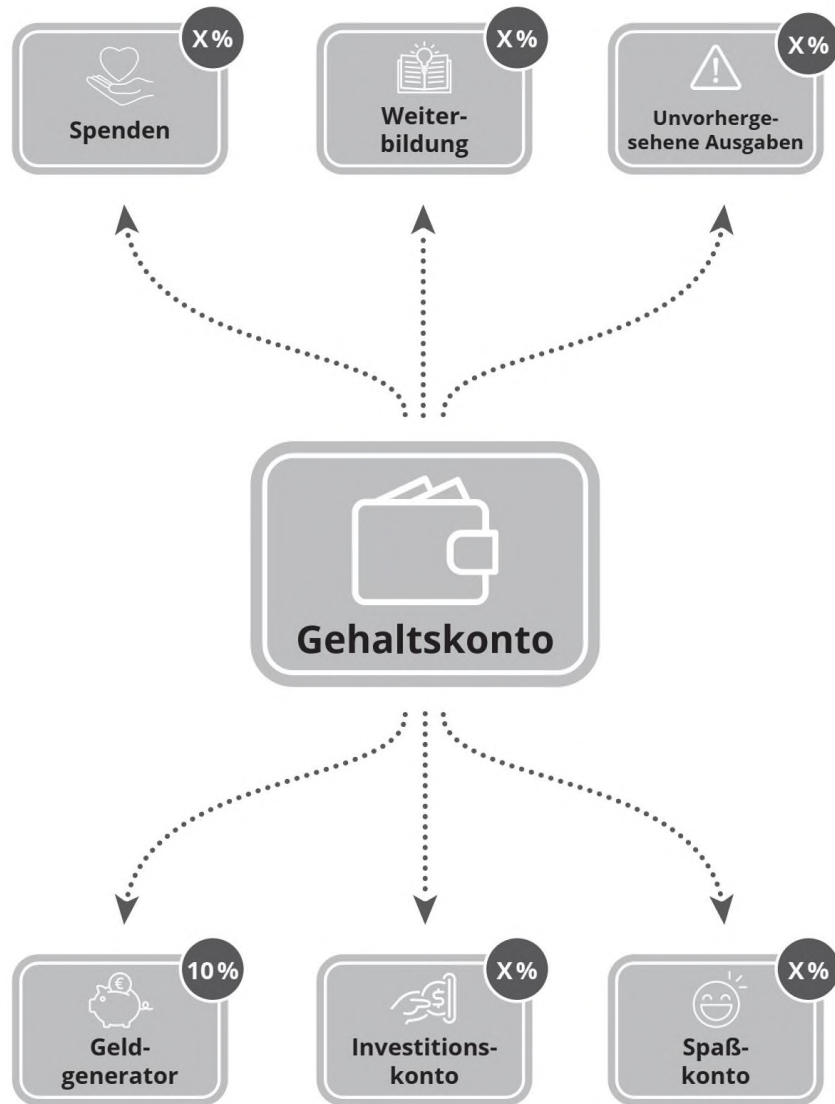 X%
Spenden
X%
Weiter-
bildung
X%
Unvorherge-
sehene Ausgaben
Gehaltskonto
10%
€
Geld-
generator
X%
$
Investitions-
konto
X%
Spaß-
konto